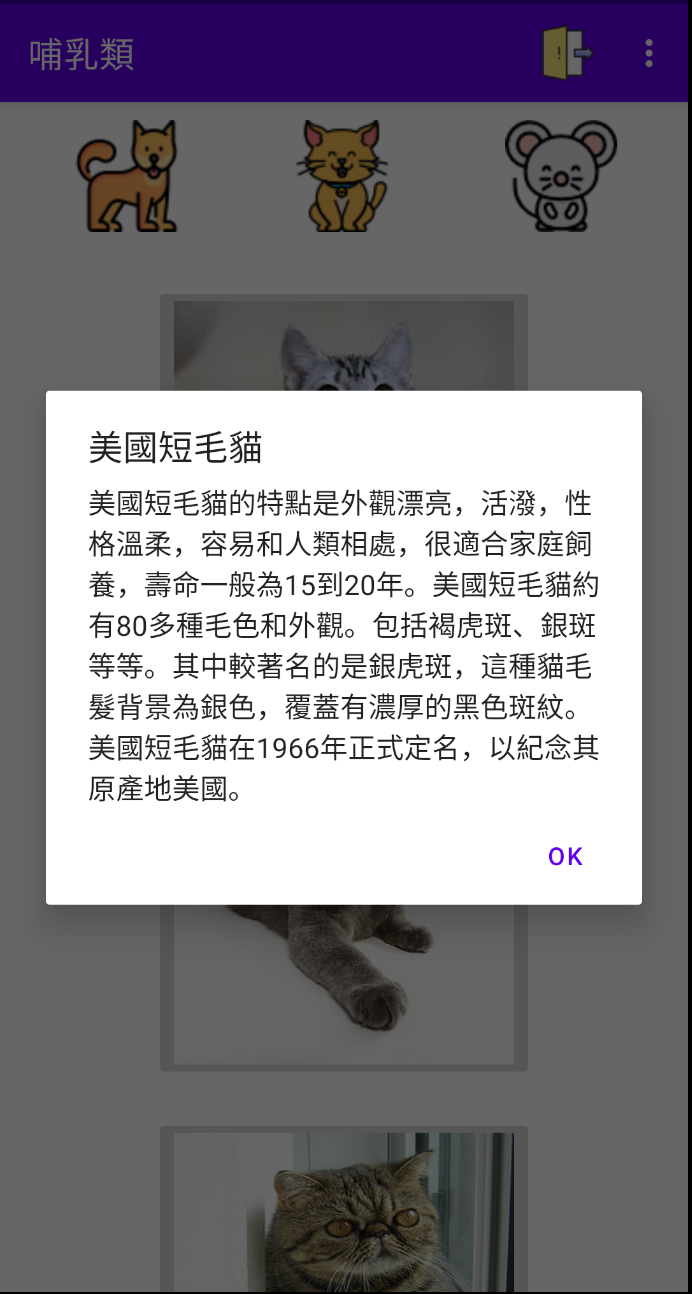 哺乳類
美國短毛貓
美國短毛貓的特點是外觀漂亮，活潑，性
格溫柔，容易和人類相處，很適合家庭飼
養，壽命一般為15到20年。美國短毛貓約
有80多種毛色和外觀。包括褐虎斑、銀斑
等等。其中較著名的是銀虎斑，這種貓毛
髮背景為銀色，覆蓋有濃厚的黑色斑紋。
美國短毛貓在1966年正式定名，以紀念其
原產地美國。
OK